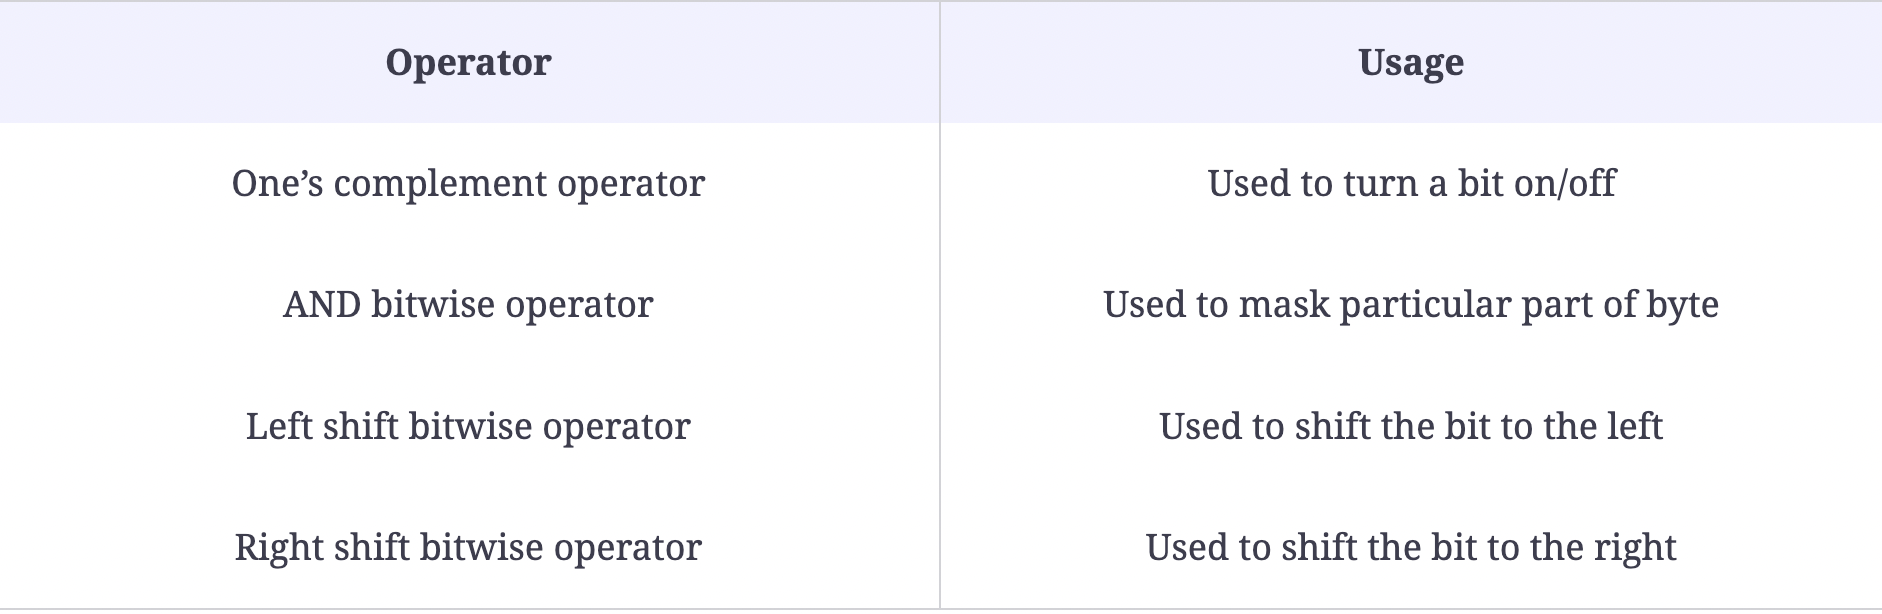 Operator Usage
One’s complement operator Used to turn a bit on/off
AND bitwise operator Used to mask particular part of byte
Left shift bitwise operator Used to shift the bit to the left
Right shift bitwise operator Used to shift the bit to the right